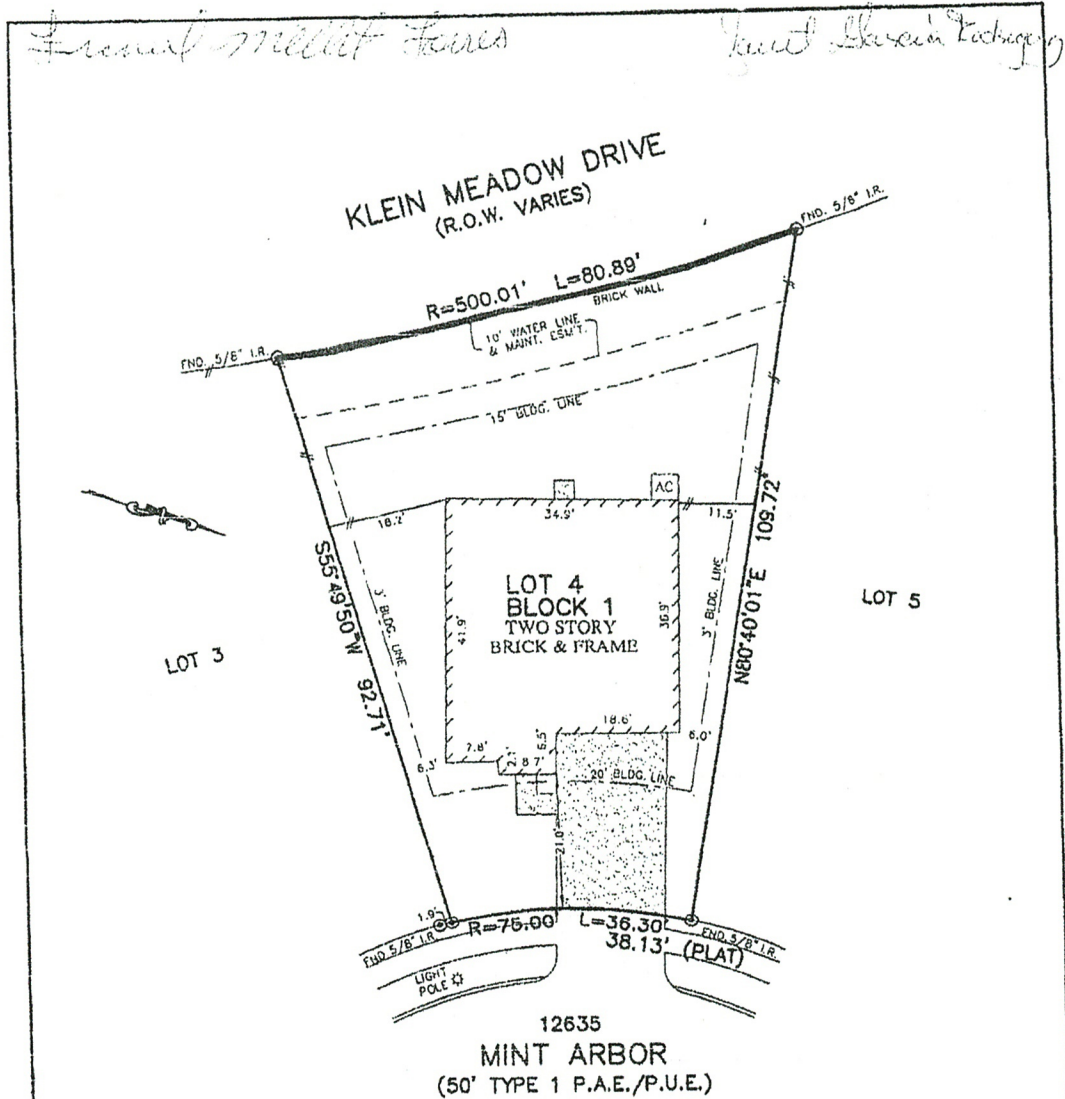 KLEIN MEADOW DRIVE
(R.O.W. VARIES)
FND. 5/8" I.R.
R=500.01' L=80.89'
BRICK WALL
10' WATER LINE
& MAINT. ESM'T.
FND. 5/8" I.R.
15' BLDG. LINE
AC
18.2'
34.9'
11.5'
S55°49'50"W 92.71'
3' BLDG. LINE
41.9'
LOT 4
BLOCK 1
TWO STORY
BRICK & FRAME
36.9'
3' BLDG. LINE
N80°40'01"E 109.72'
LOT 5
LOT 3
18.6'
7.8'
6.5'
6.0'
6.3'
2.1'
8.7'
20' BLDG. LINE
21.0'
1.9'
R=75.00' L=36.30'
38.13' (PLAT)
FND 5/8" I.R.
FND. 5/8" I.R.
LIGHT
POLE
12635
MINT ARBOR
(50' TYPE 1 P.A.E./P.U.E.)